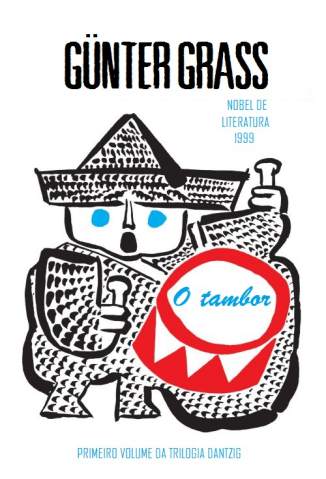 GÜNTER GRASS
NOBEL DE
LITERATURA
1999
O tambor
PRIMEIRO VOLUME DA TRILOGIA DANTZIG